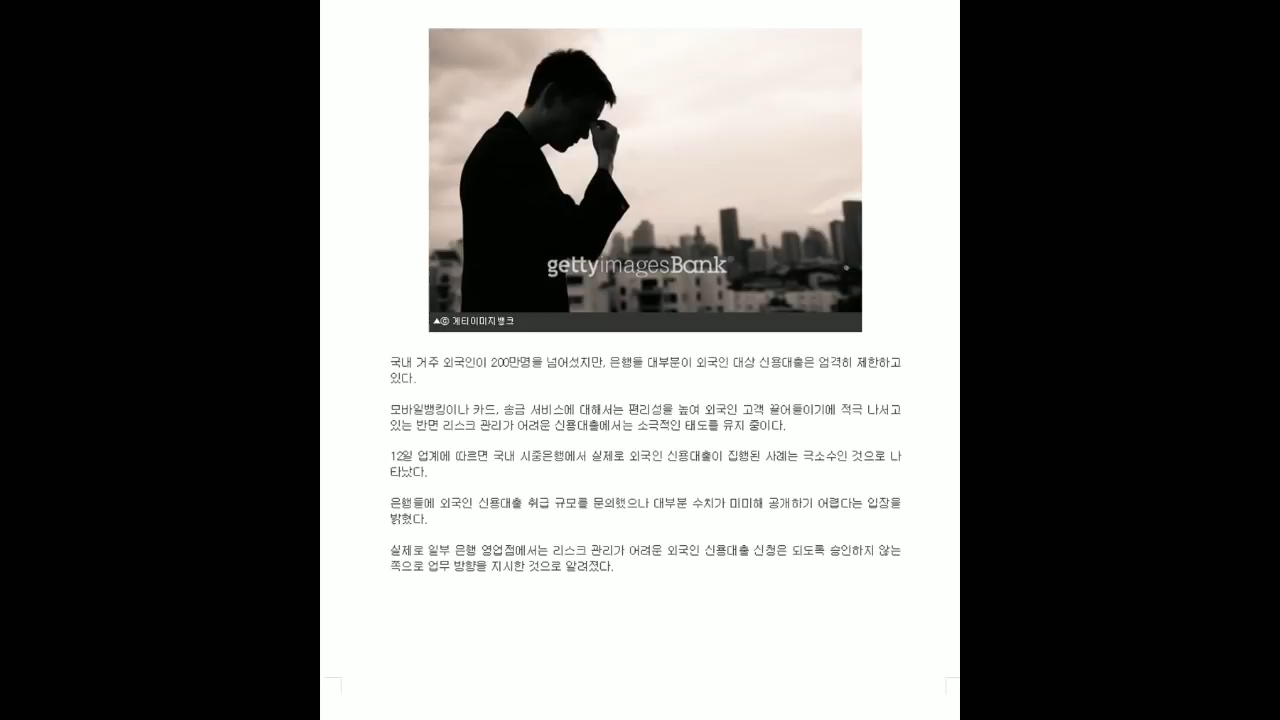 gettyimagesBank
▲ⓒ 게티이미지뱅크
국내 거주 외국인이 200만명을 넘어섰지만, 은행들 대부분이 외국인 대상 신용대출은 엄격히 제한하고
있다.
모바일뱅킹이나 카드, 송금 서비스에 대해서는 편리성을 높여 외국인 고객 끌어들이기에 적극 나서고
있는 반면 리스크 관리가 어려운 신용대출에서는 소극적인 태도를 유지 중이다.
12일 업계에 따르면 국내 시중은행에서 실제로 외국인 신용대출이 집행된 사례는 극소수인 것으로 나
타났다.
은행들에 외국인 신용대출 취급 규모를 문의했으나 대부분 수치가 미미해 공개하기 어렵다는 입장을
밝혔다.
실제로 일부 은행 영업점에서는 리스크 관리가 어려운 외국인 신용대출 신청은 되도록 승인하지 않는
쪽으로 업무 방향을 지시한 것으로 알려졌다.